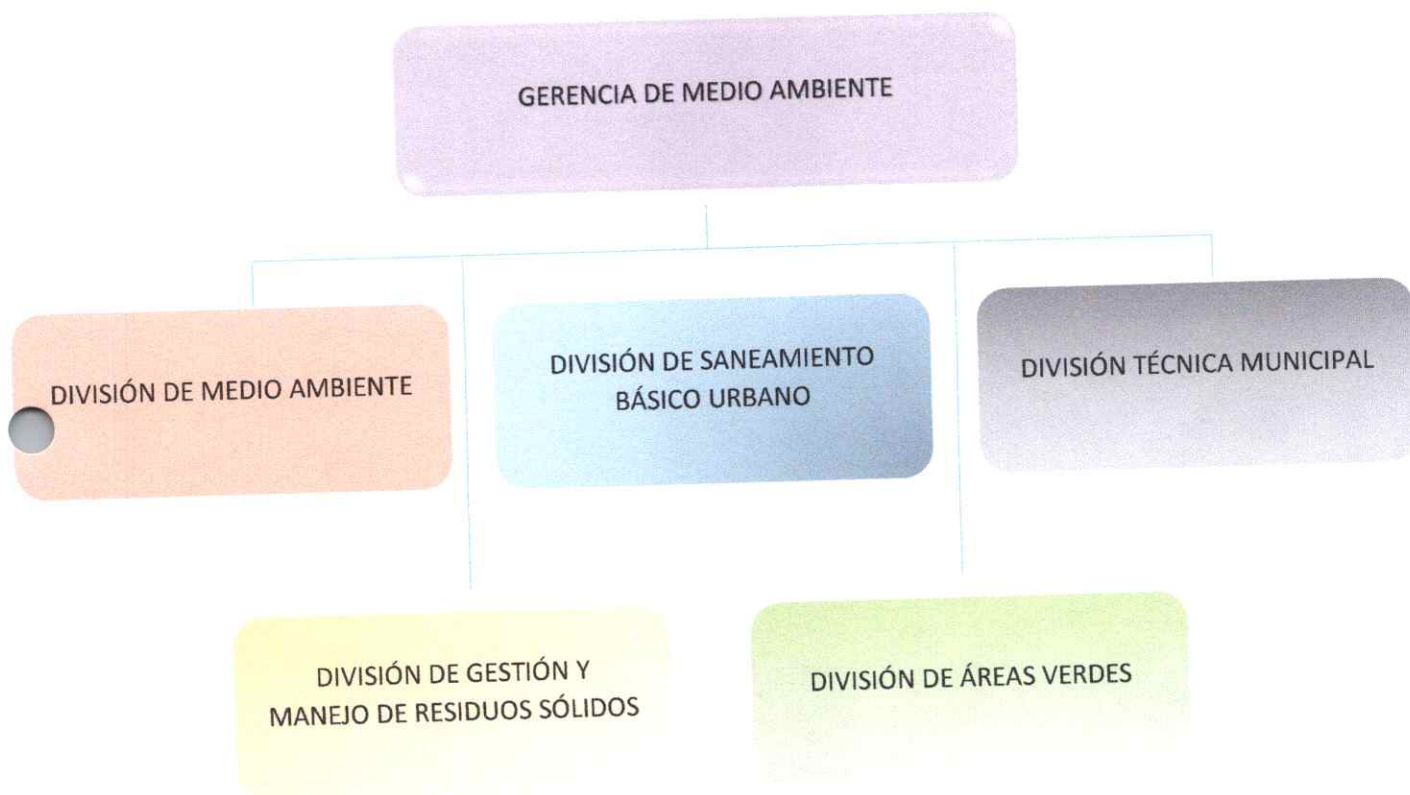 GERENCIA DE MEDIO AMBIENTE
DIVISIÓN DE MEDIO AMBIENTE
DIVISIÓN DE SANEAMIENTO
BÁSICO URBANO
DIVISIÓN TÉCNICA MUNICIPAL
DIVISIÓN DE GESTIÓN Y
MANEJO DE RESIDUOS SÓLIDOS
DIVISIÓN DE ÁREAS VERDES